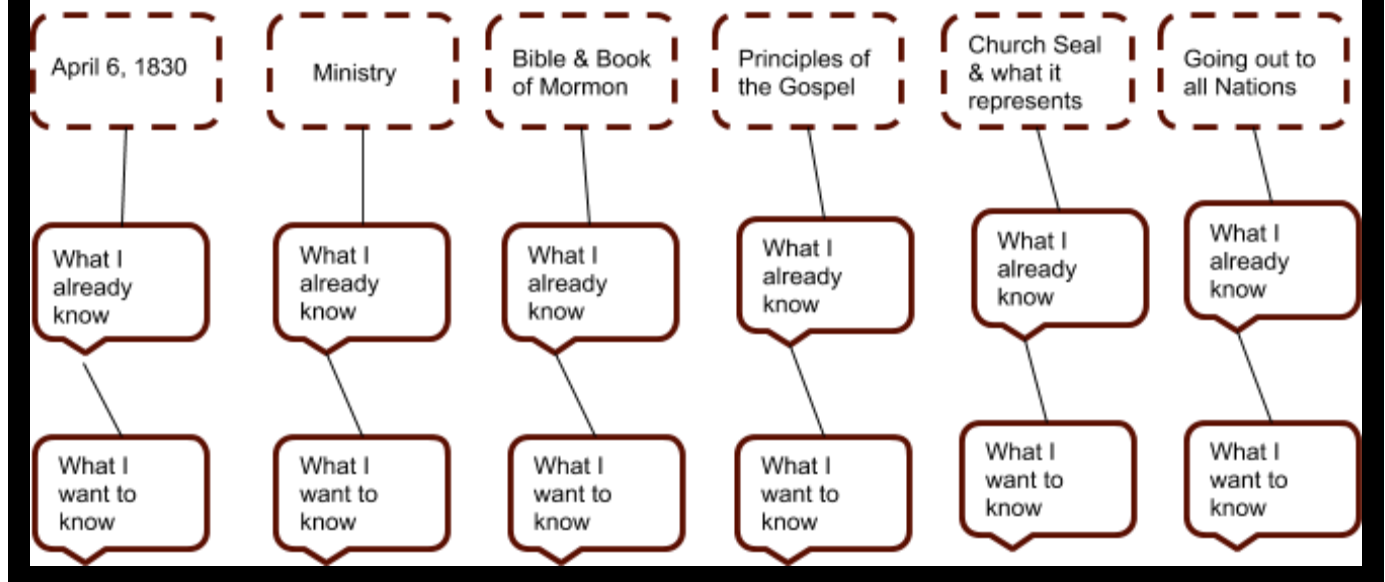 April 6, 1830
Ministry
Bible & Book
of Mormon
Principles of
the Gospel
Church Seal
& what it
represents
Going out to
all Nations
What I
already
know
What I
already
know
What I
already
know
What I
already
know
What I
already
know
What I
already
know
What I
want to
know
What I
want to
know
What I
want to
know
What I
want to
know
What I
want to
know
What I
want to
know